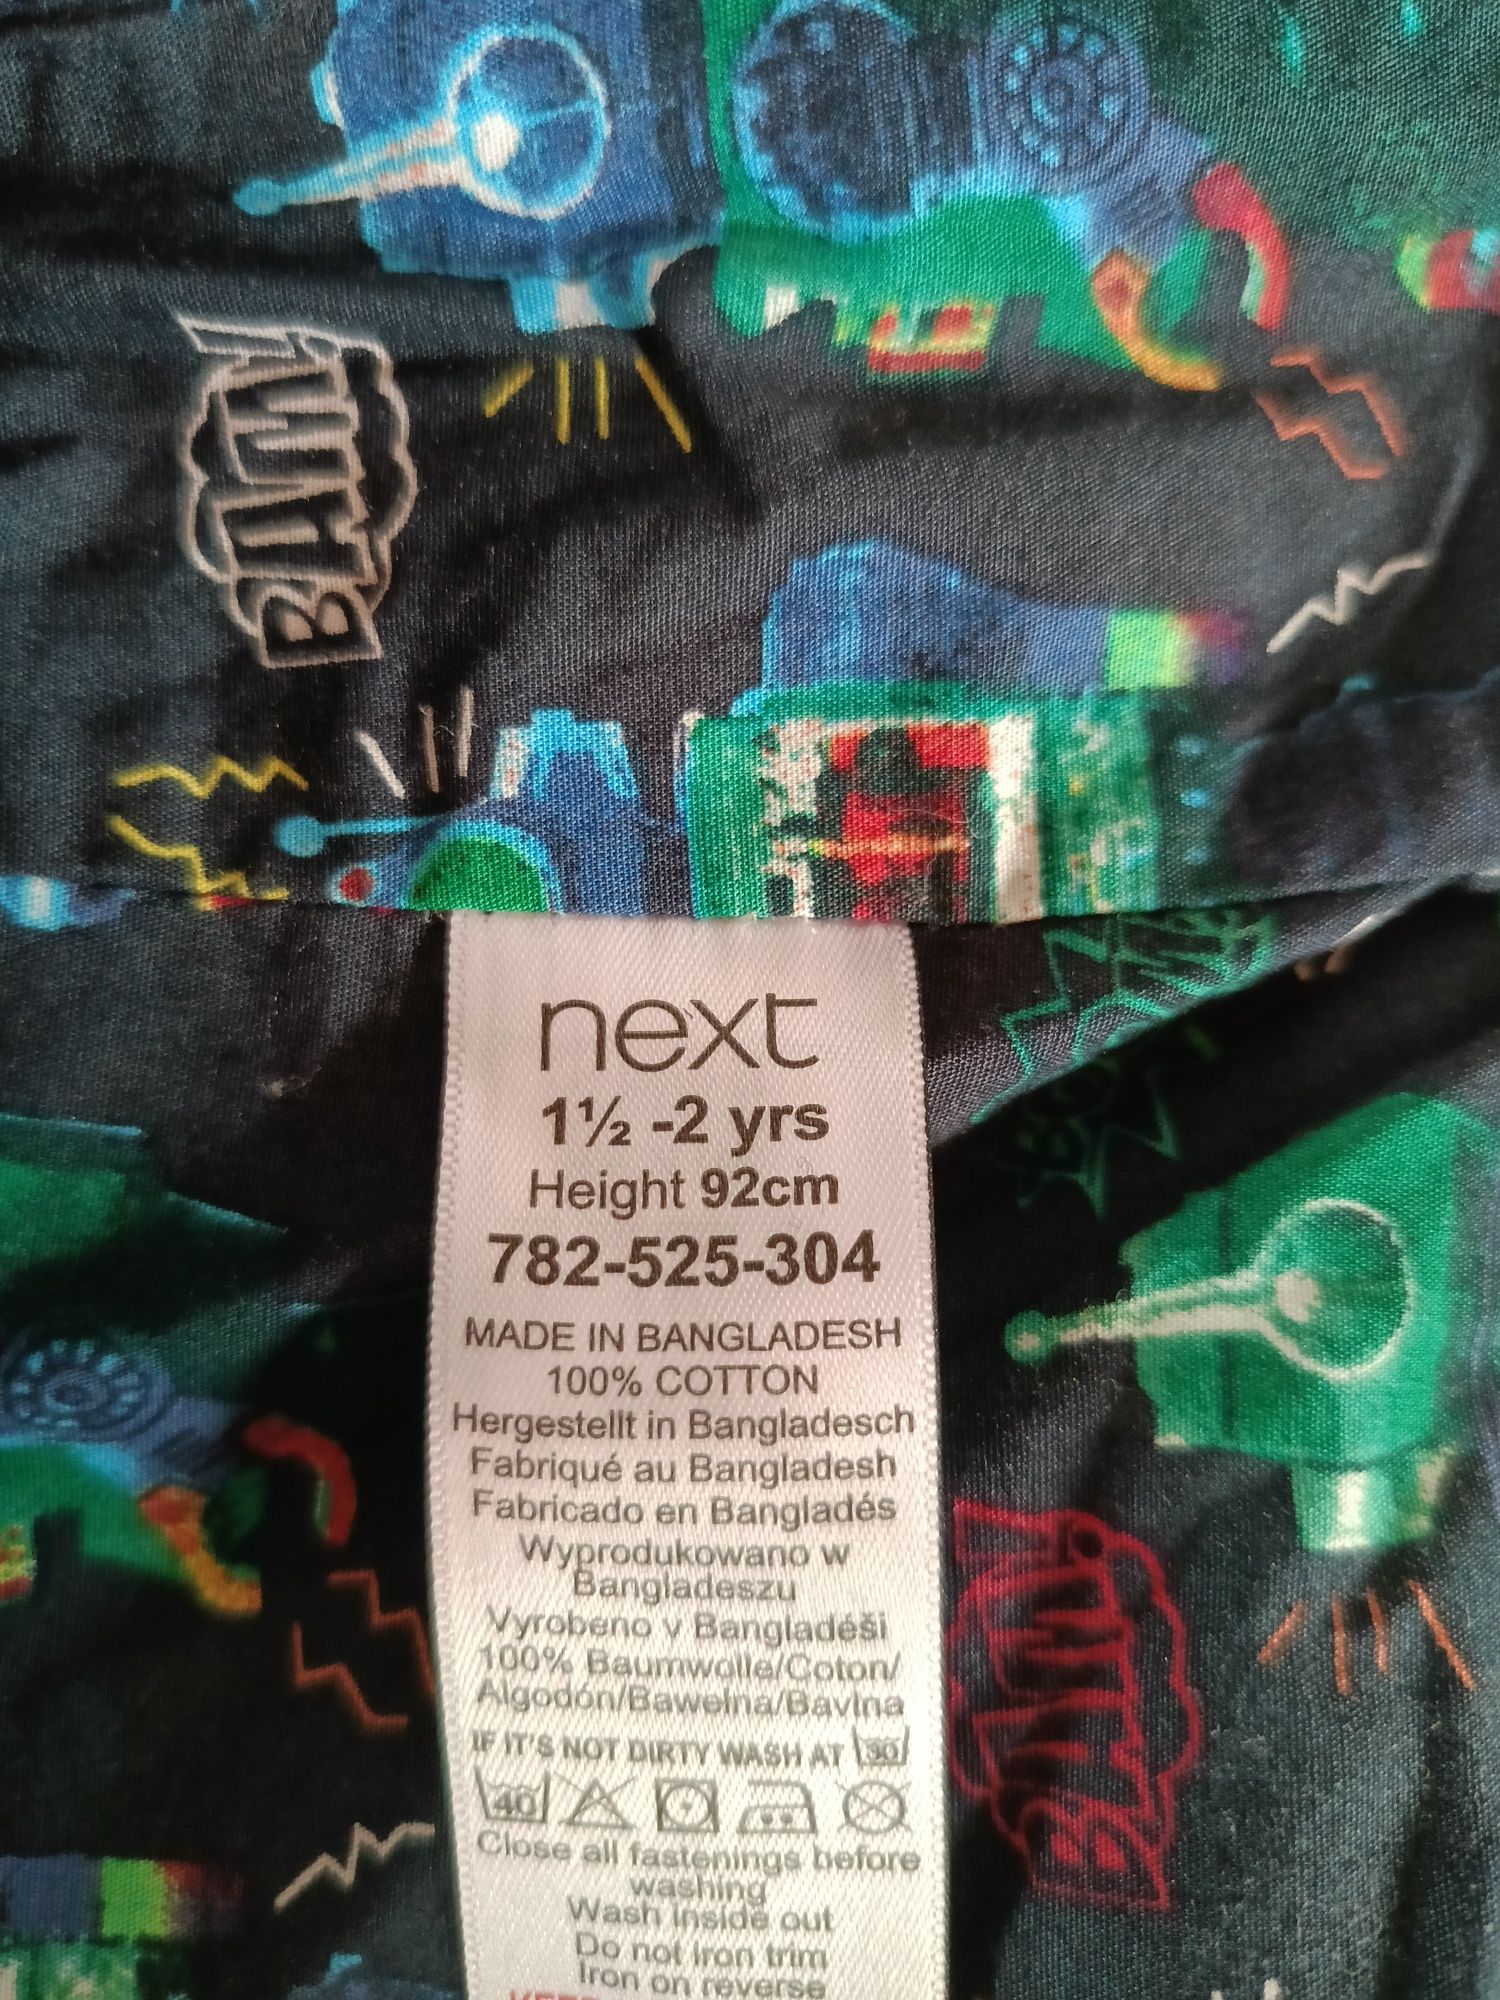 BLAM!
next
1½ -2 yrs
Height 92cm
782-525-304
MADE IN BANGLADESH
100% COTTON
Hergestellt in Bangladesch
Fabriqué au Bangladesh
Fabricado en Bangladés
Wyprodukowano w
Bangladeszu
Vyrobeno v Bangladéši
100% Baumwolle/Coton/
Algodón/Bawełna/Bavlna
IF IT'S NOT DIRTY WASH AT 30
40
Close all fastenings before
washing
Wash inside out
Do not iron trim
Iron on reverse
BLAM!